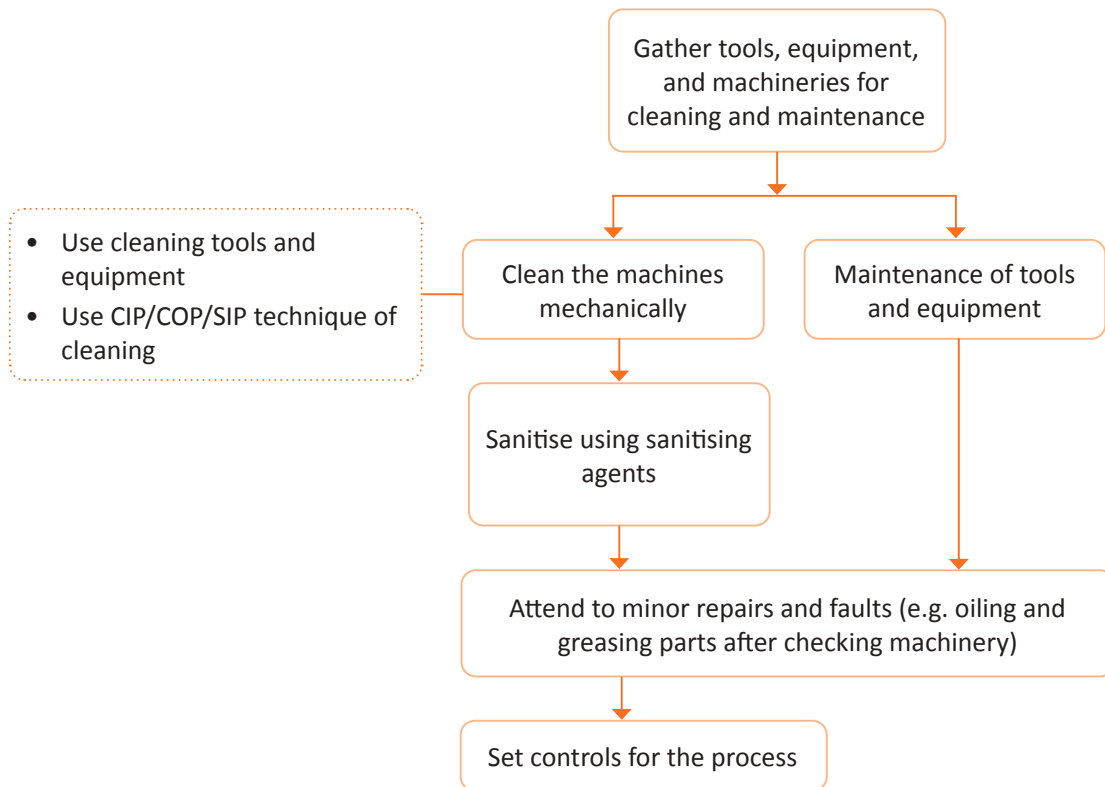 Gather tools, equipment,
and machineries for
cleaning and maintenance
• Use cleaning tools and
equipment
• Use CIP/COP/SIP technique of
cleaning
Clean the machines
mechanically
Maintenance of tools
and equipment
Sanitise using sanitising
agents
Attend to minor repairs and faults (e.g. oiling and
greasing parts after checking machinery)
Set controls for the process